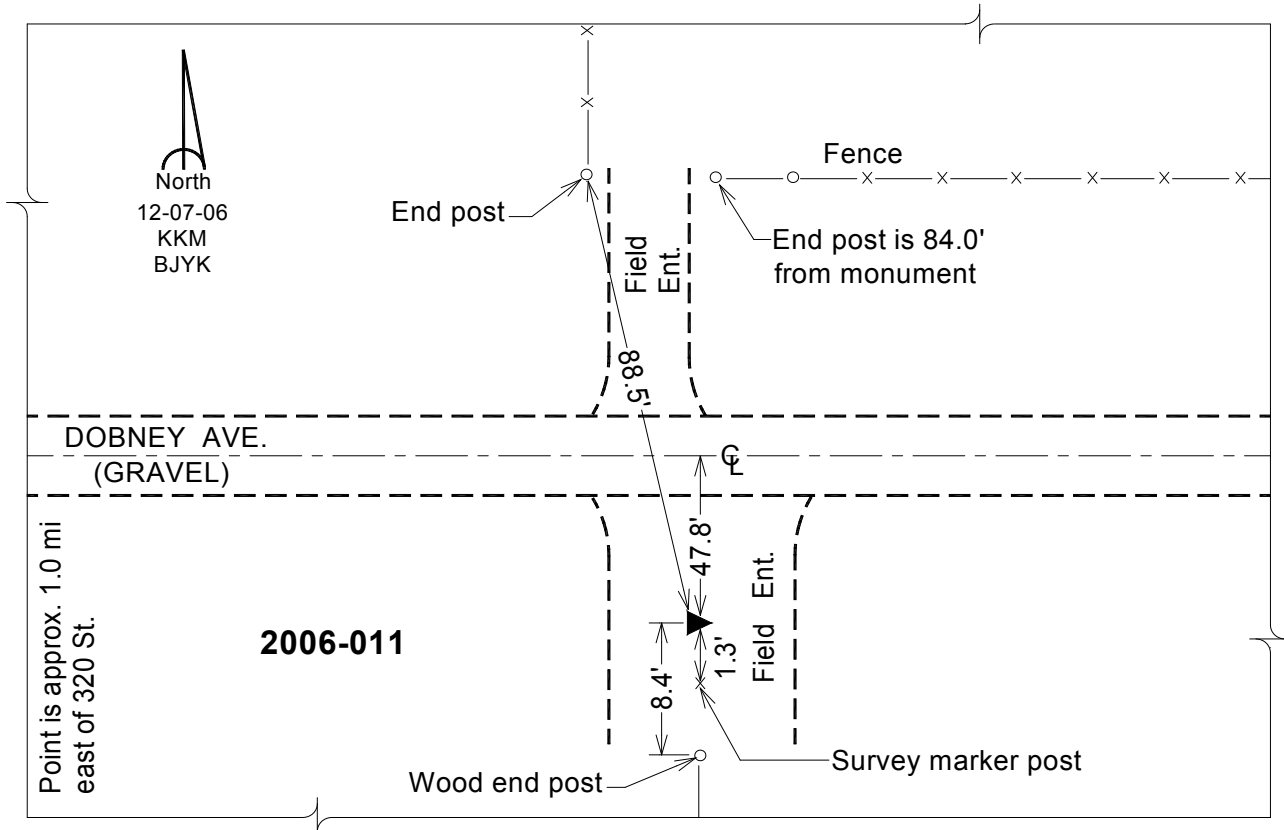 North
12-07-06
KKM
BJYK
Fence
End post
End post is 84.0'
from monument
Field
Ent.
88.5'
DOBNEY AVE.
(GRAVEL)
CL
47.8'
Point is approx. 1.0 mi
east of 320 St.
2006-011
8.4'
1.3'
Field Ent.
Wood end post
Survey marker post